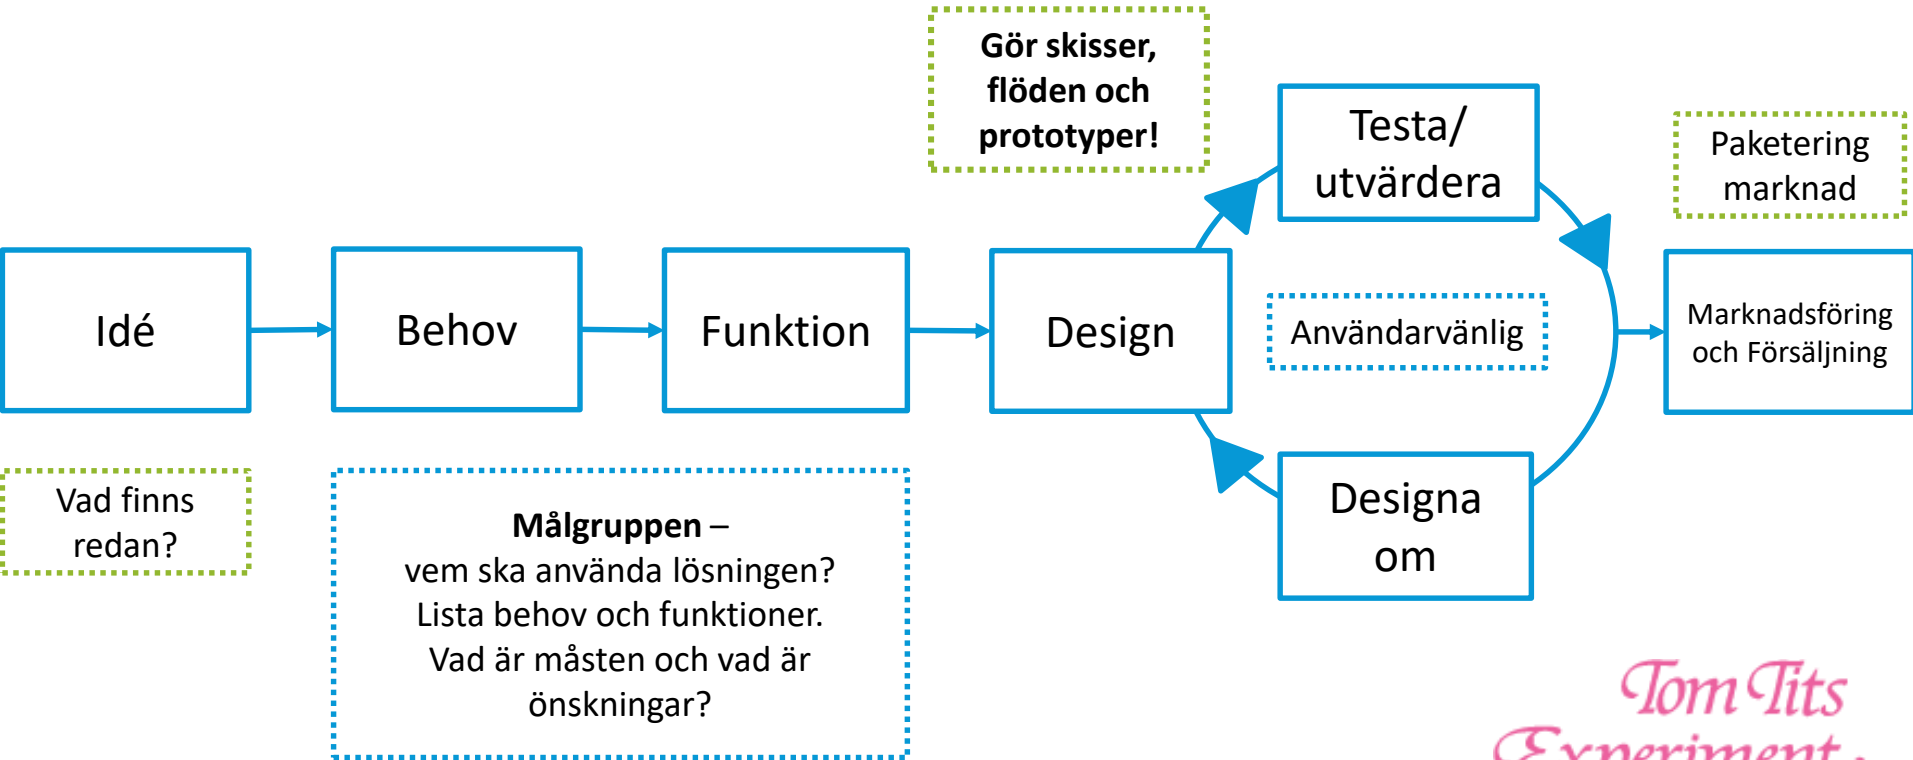 Gör skisser,
flöden och
prototyper!
Testa/
utvärdera
Paketering
marknad
Idé
Behov
Funktion
Design
Användarvänlig
Marknadsföring
och Försäljning
Vad finns
redan?
Målgruppen –
vem ska använda lösningen?
Lista behov och funktioner.
Vad är måsten och vad är
önskningar?
Designa
om
Tom Tits
Experiment